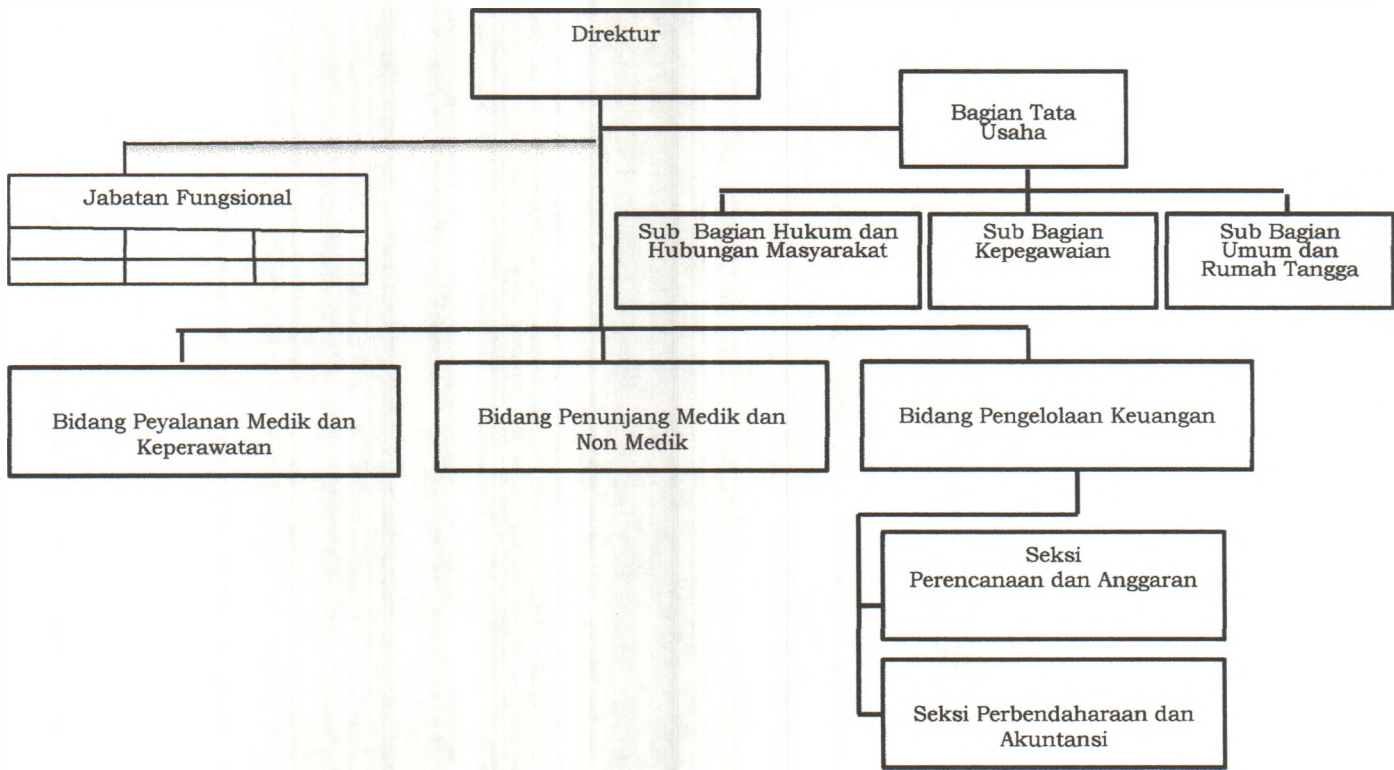 Direktur
Bagian Tata
Usaha
Jabatan Fungsional
Sub Bagian Hukum dan
Hubungan Masyarakat
Sub Bagian
Kepegawaian
Sub Bagian
Umum dan
Rumah Tangga
Bidang Peyalanan Medik dan
Keperawatan
Bidang Penunjang Medik dan
Non Medik
Bidang Pengelolaan Keuangan
Seksi
Perencanaan dan Anggaran
Seksi Perbendaharaan dan
Akuntansi